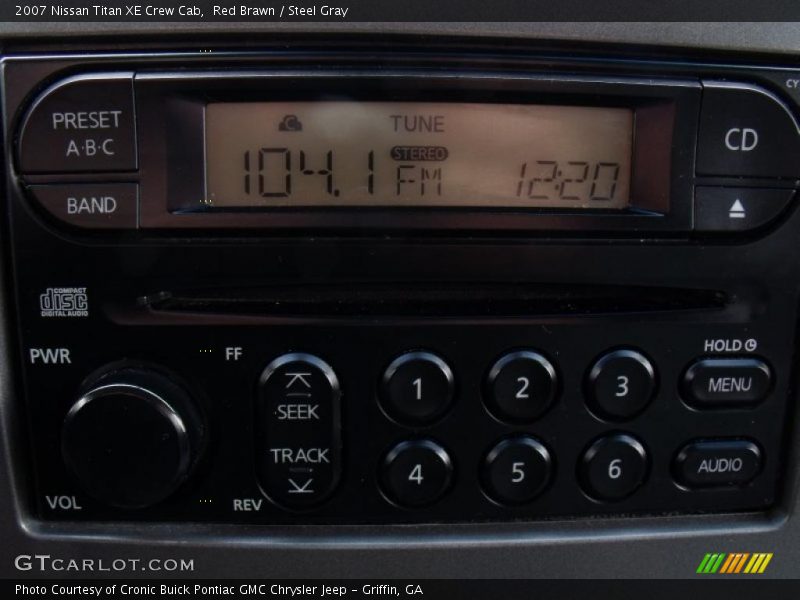 2007 Nissan Titan XE Crew Cab, Red Brawn / Steel Gray
PRESET
A·B·C
BAND
TUNE
STEREO
104.1 FM 12:20
CD
CY
COMPACT
disc
DIGITAL AUDIO
PWR
FF
SEEK
TRACK
VOL
REV
1
2
3
4
5
6
HOLD
MENU
AUDIO
GTCARLOT.COM
Photo Courtesy of Cronic Buick Pontiac GMC Chrysler Jeep - Griffin, GA